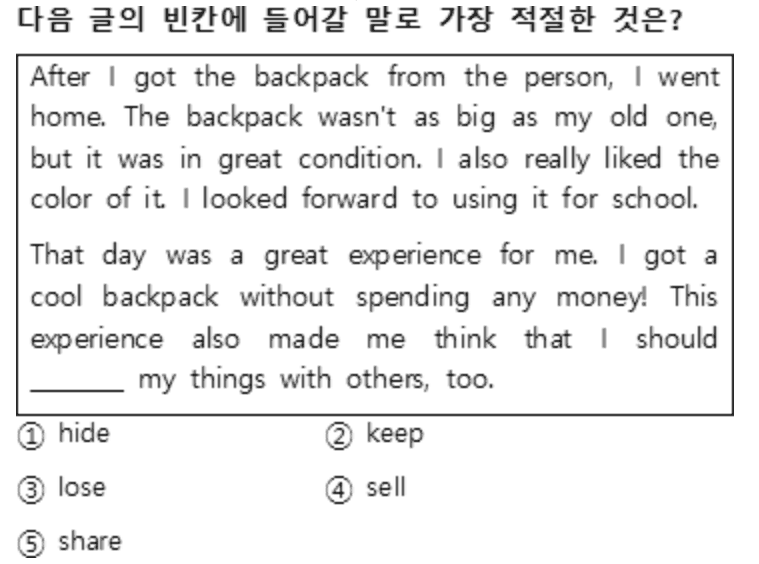 다음 글의 빈칸에 들어갈 말로 가장 적절한 것은?
After I got the backpack from the person, I went
home. The backpack wasn't as big as my old one,
but it was in great condition. I also really liked the
color of it. I looked forward to using it for school.
That day was a great experience for me. I got a
cool backpack without spending any money! This
experience also made me think that I should
________ my things with others, too.
① hide ② keep
③ lose ④ sell
⑤ share